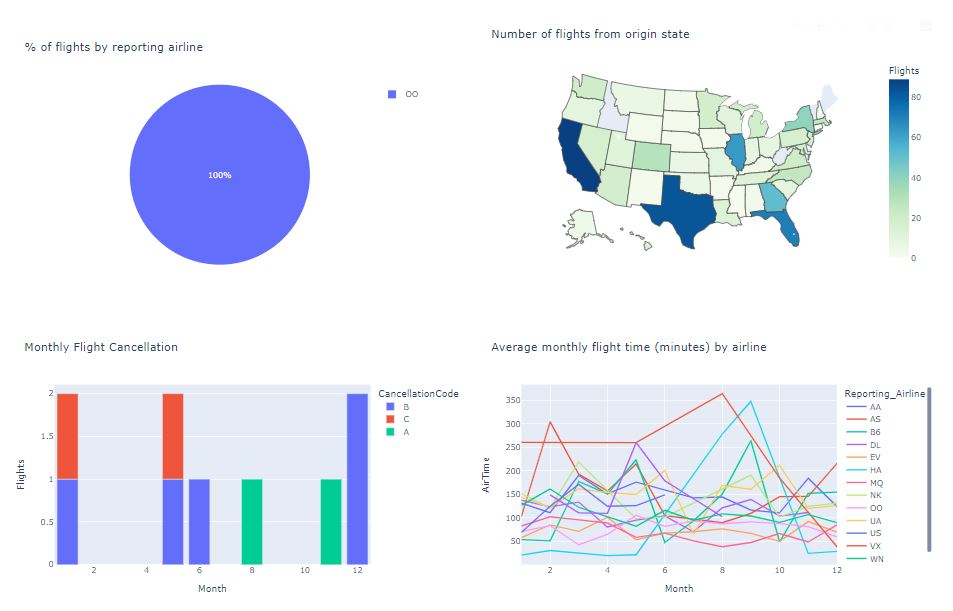 % of flights by reporting airline
OO
100%
Number of flights from origin state
Flights
80
60
40
20
0
Monthly Flight Cancellation
CancellationCode
B
C
A
Flights
2
1.5
1
0.5
0
2
4
6
8
10
12
Month
Average monthly flight time (minutes) by airline
Reporting_Airline
AA
AS
B6
DL
EV
HA
MQ
NK
OO
UA
US
VX
WN
AirTime
350
300
250
200
150
100
50
2
4
6
8
10
12
Month